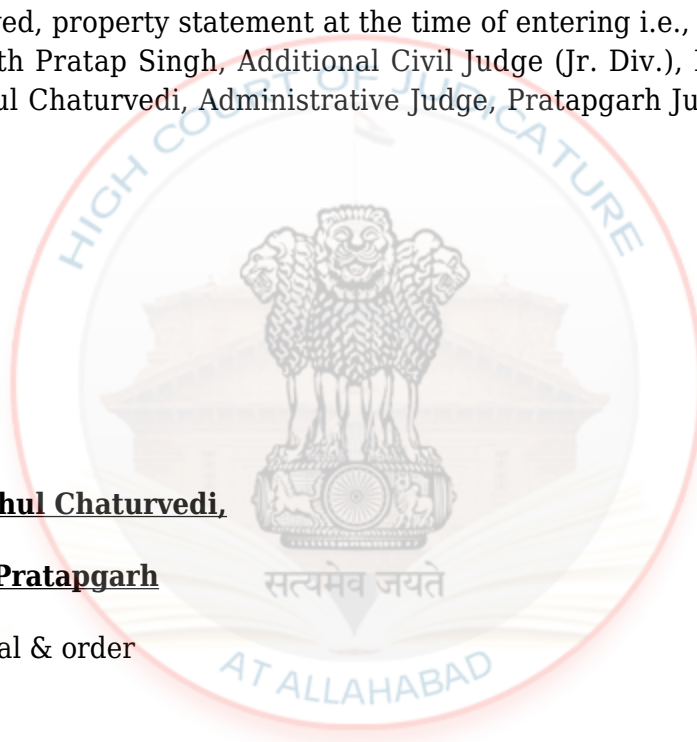 ed, property statement at the time of entering i.e.,
th Pratap Singh, Additional Civil Judge (Jr. Div.),
ul Chaturvedi, Administrative Judge, Pratapgarh Ju
HIGH COURT OF JUDICATURE
hul Chaturvedi,
Pratapgarh
सत्यमेव जयते
al & order
AT ALLAHABAD